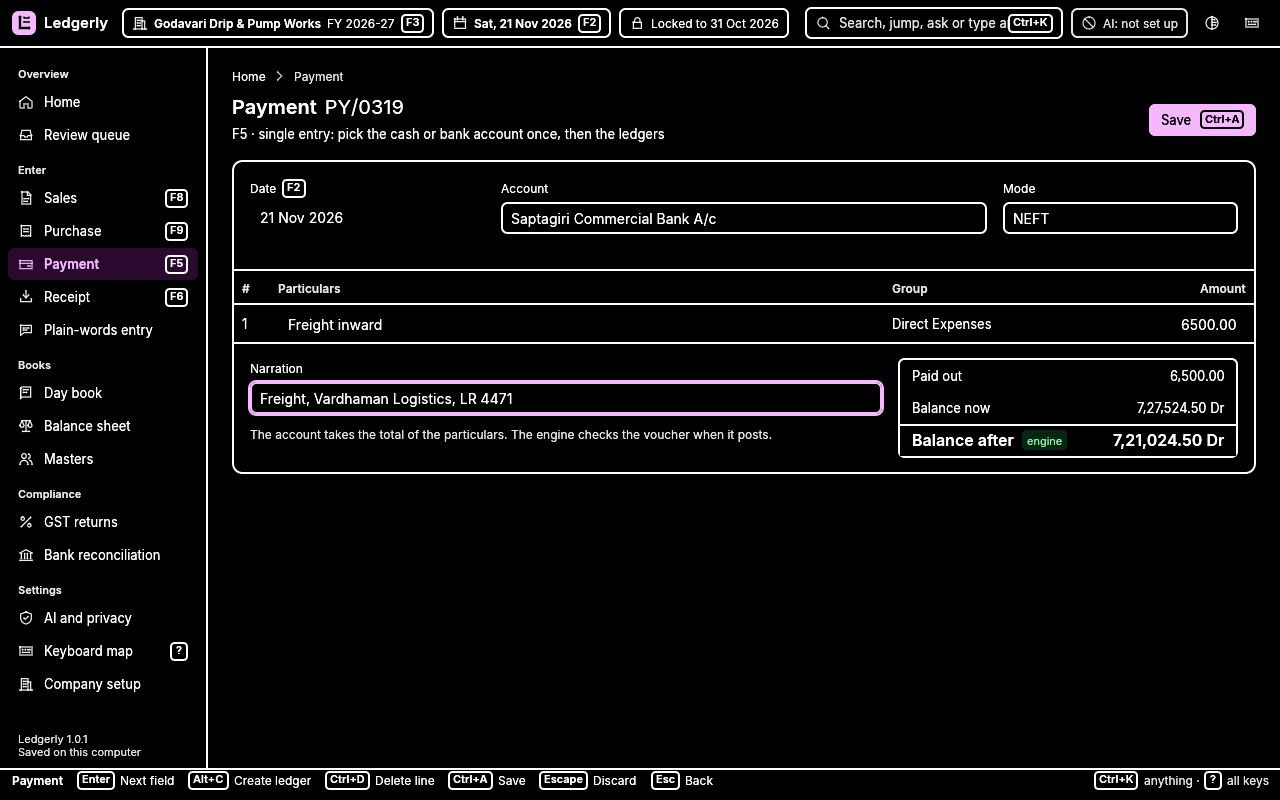 Ledgerly
Godavari Drip & Pump Works FY 2026-27 F3
Sat, 21 Nov 2026 F2
Locked to 31 Oct 2026
Search, jump, ask or type a Ctrl+K
AI: not set up
Overview
Home
Review queue
Enter
Sales F8
Purchase F9
Payment F5
Receipt F6
Plain-words entry
Books
Day book
Balance sheet
Masters
Compliance
GST returns
Bank reconciliation
Settings
AI and privacy
Keyboard map ?
Company setup
Ledgerly 1.0.1
Saved on this computer
Home > Payment
Payment PY/0319
F5 · single entry: pick the cash or bank account once, then the ledgers
Save Ctrl+A
Date F2
21 Nov 2026
Account
Saptagiri Commercial Bank A/c
Mode
NEFT
# Particulars Group Amount
1 Freight inward Direct Expenses 6500.00
Narration
Freight, Vardhaman Logistics, LR 4471
The account takes the total of the particulars. The engine checks the voucher when it posts.
Paid out 6,500.00
Balance now 7,27,524.50 Dr
Balance after engine 7,21,024.50 Dr
Payment Enter Next field Alt+C Create ledger Ctrl+D Delete line Ctrl+A Save Escape Discard Esc Back
Ctrl+K anything · ? all keys